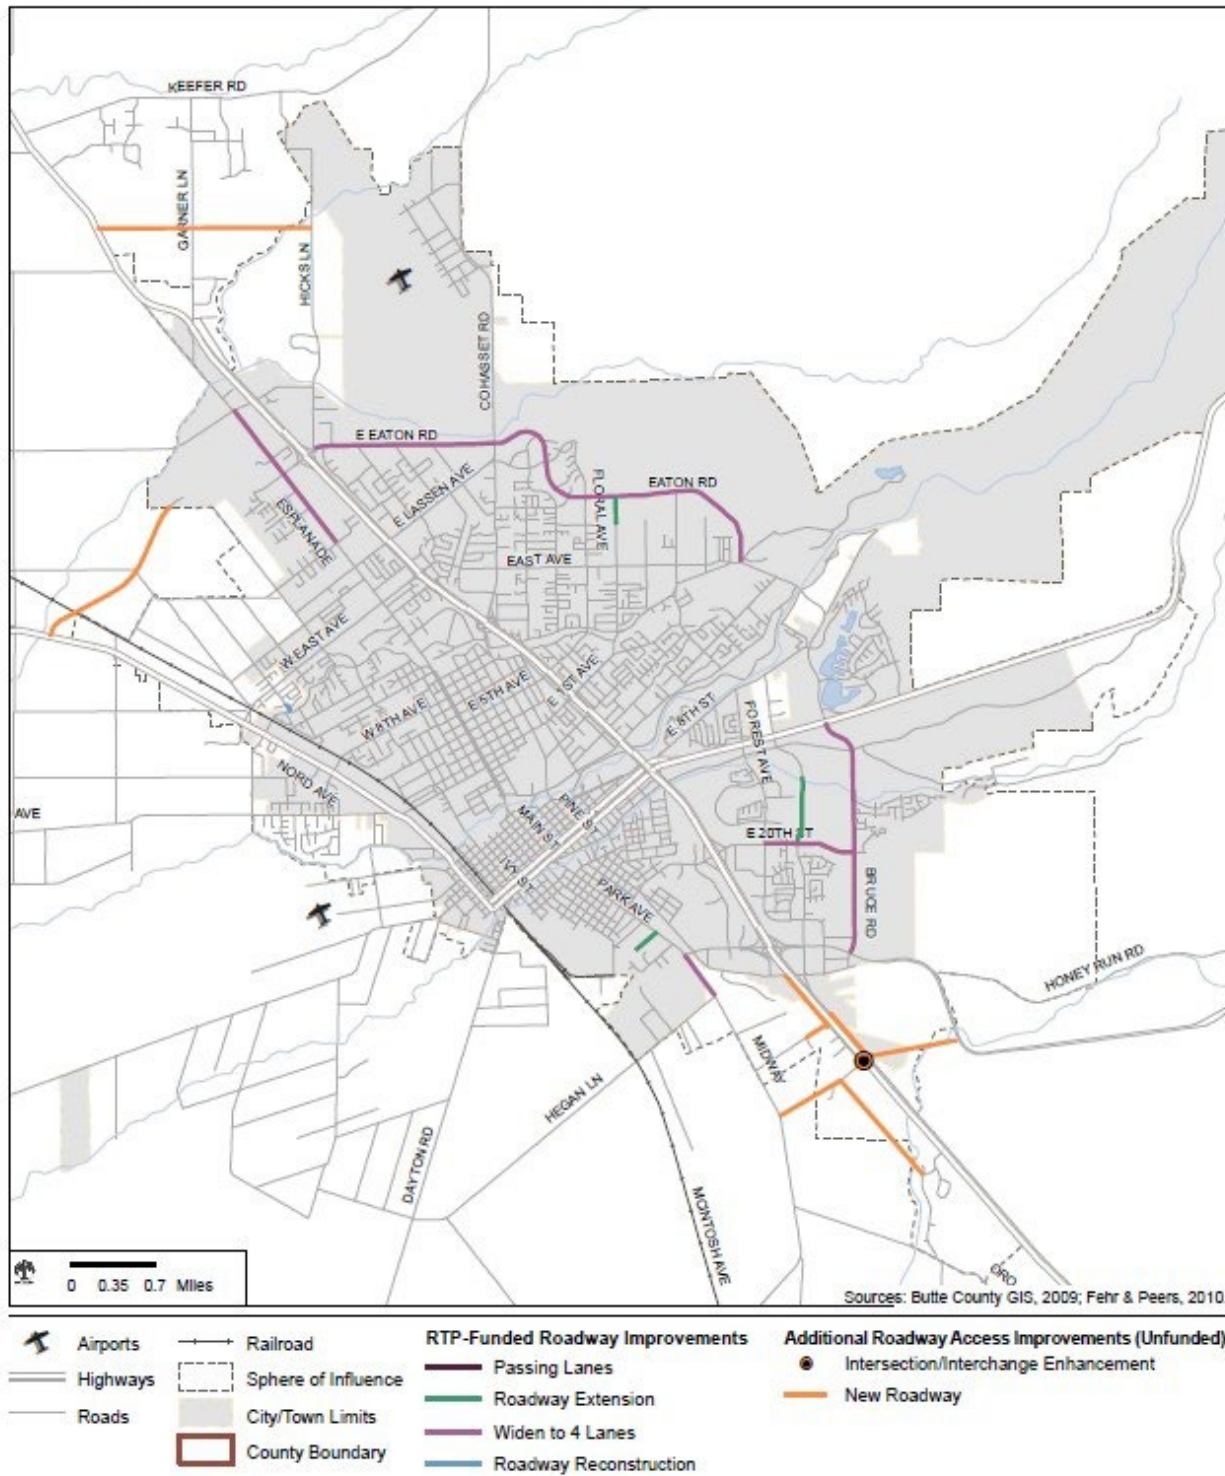 KEEFER RD
GARNER LN
HICKS LN
COHASSET RD
E EATON RD
EATON RD
FLORAL AVE
E LASSEN AVE
ESPLANADE
EAST AVE
W EAST AVE
E 1ST AVE
E 5TH AVE
W 8TH AVE
E 8TH ST
FOREST AVE
NORD AVE
AVE
PINE ST
MAIN ST
IVY ST
E 20TH ST
PARK AVE
BRUCE RD
HONEY RUN RD
MIDWAY
HEGAN LN
DAYTON RD
MCINTOSH AVE
ORO
0 0.35 0.7 Miles
Sources: Butte County GIS, 2009; Fehr & Peers, 2010.
Airports
Highways
Roads
Railroad
Sphere of Influence
City/Town Limits
County Boundary
RTP-Funded Roadway Improvements
Passing Lanes
Roadway Extension
Widen to 4 Lanes
Roadway Reconstruction
Additional Roadway Access Improvements (Unfunded)
Intersection/Interchange Enhancement
New Roadway